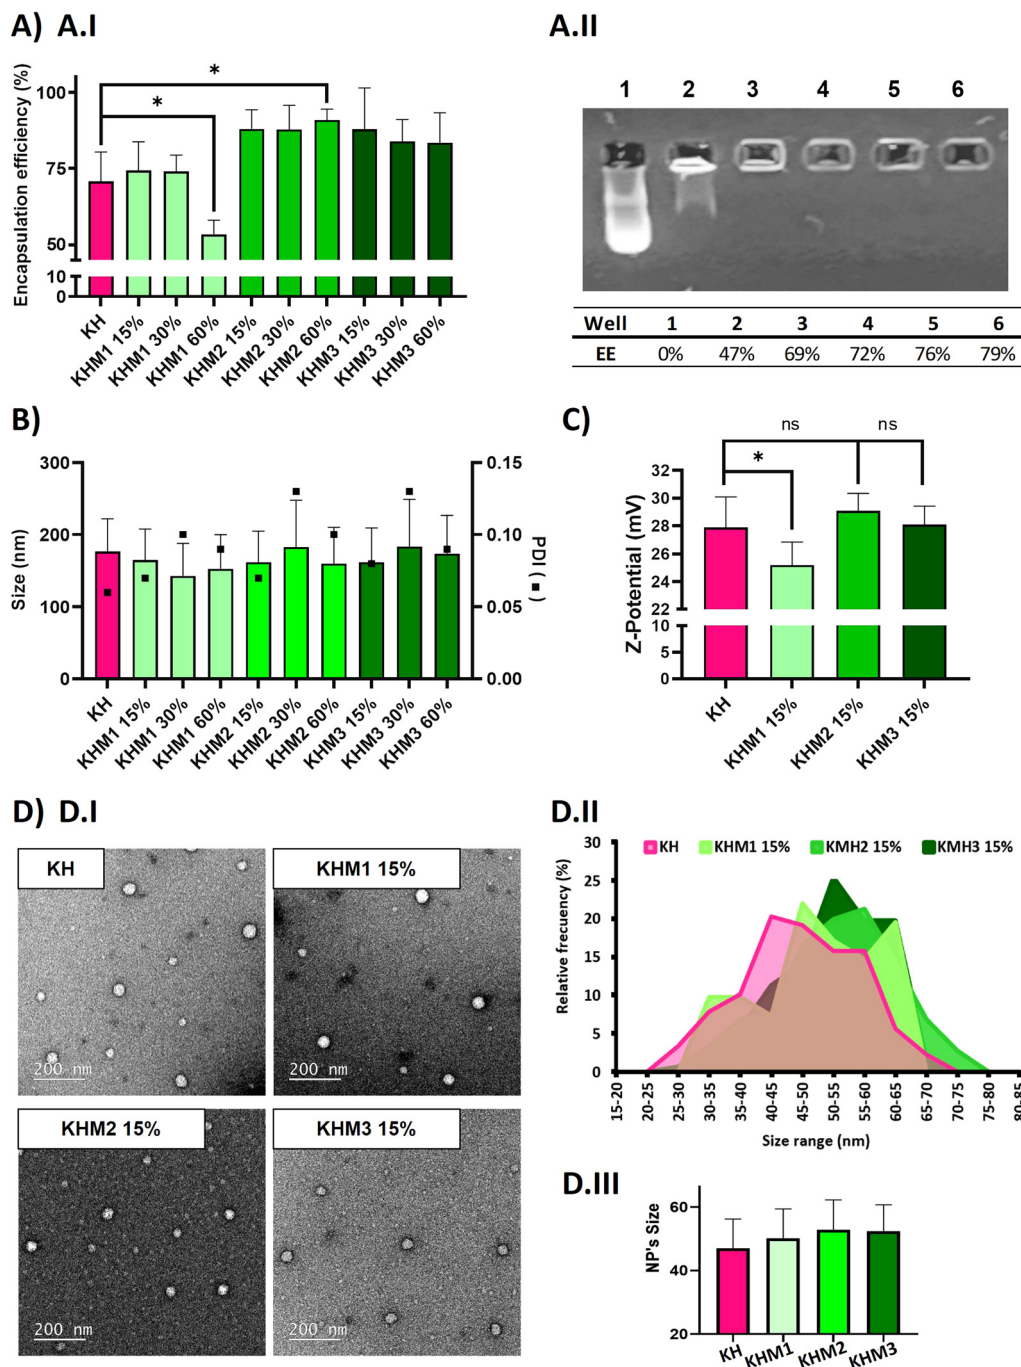 A) A.I
Encapsulation efficiency (%)
100
75
50
10
0
*
*
KH
KHM1 15%
KHM1 30%
KHM1 60%
KHM2 15%
KHM2 30%
KHM2 60%
KHM3 15%
KHM3 30%
KHM3 60%
A.II
1 2 3 4 5 6
Well 1 2 3 4 5 6
EE 0% 47% 69% 72% 76% 79%
B)
Size (nm)
300
200
100
0
0.15
0.10
0.05
0.00
PDI (■)
KH
KHM1 15%
KHM1 30%
KHM1 60%
KHM2 15%
KHM2 30%
KHM2 60%
KHM3 15%
KHM3 30%
KHM3 60%
C)
ns ns
*
Z-Potential (mV)
32
30
28
26
24
22
10
5
0
KH
KHM1 15%
KHM2 15%
KHM3 15%
D) D.I
KH
200 nm
KHM1 15%
200 nm
KHM2 15%
200 nm
KHM3 15%
200 nm
D.II
KH KHM1 15% KMH2 15% KMH3 15%
Relative frecuency (%)
30
25
20
15
10
5
0
15-20
20-25
25-30
30-35
35-40
40-45
45-50
50-55
55-60
60-65
65-70
70-75
75-80
80-85
Size range (nm)
D.III
NP's Size
60
40
20
KH
KHM1
KHM2
KHM3